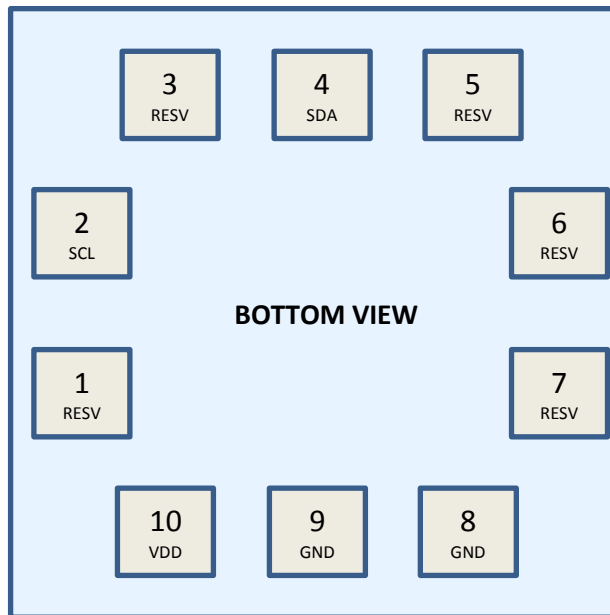 3
RESV
4
SDA
5
RESV
2
SCL
6
RESV
BOTTOM VIEW
1
RESV
7
RESV
10
VDD
9
GND
8
GND